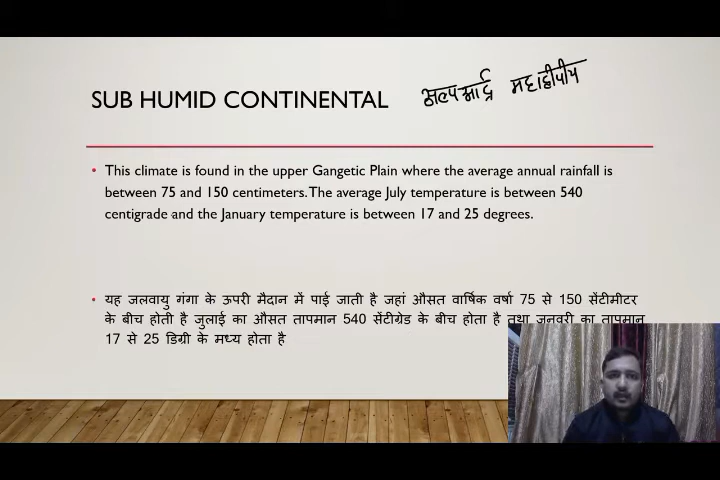 SUB HUMID CONTINENTAL अल्पआर्द्र महाद्वीपीय
• This climate is found in the upper Gangetic Plain where the average annual rainfall is
between 75 and 150 centimeters. The average July temperature is between 540
centigrade and the January temperature is between 17 and 25 degrees.
• यह जलवायु गंगा के ऊपरी मैदान में पाई जाती है जहां औसत वार्षिक वर्षा 75 से 150 सेंटीमीटर
के बीच होती है जुलाई का औसत तापमान 540 सेंटीग्रेड के बीच होता है तथा जनवरी का तापमान
17 से 25 डिग्री के मध्य होता है